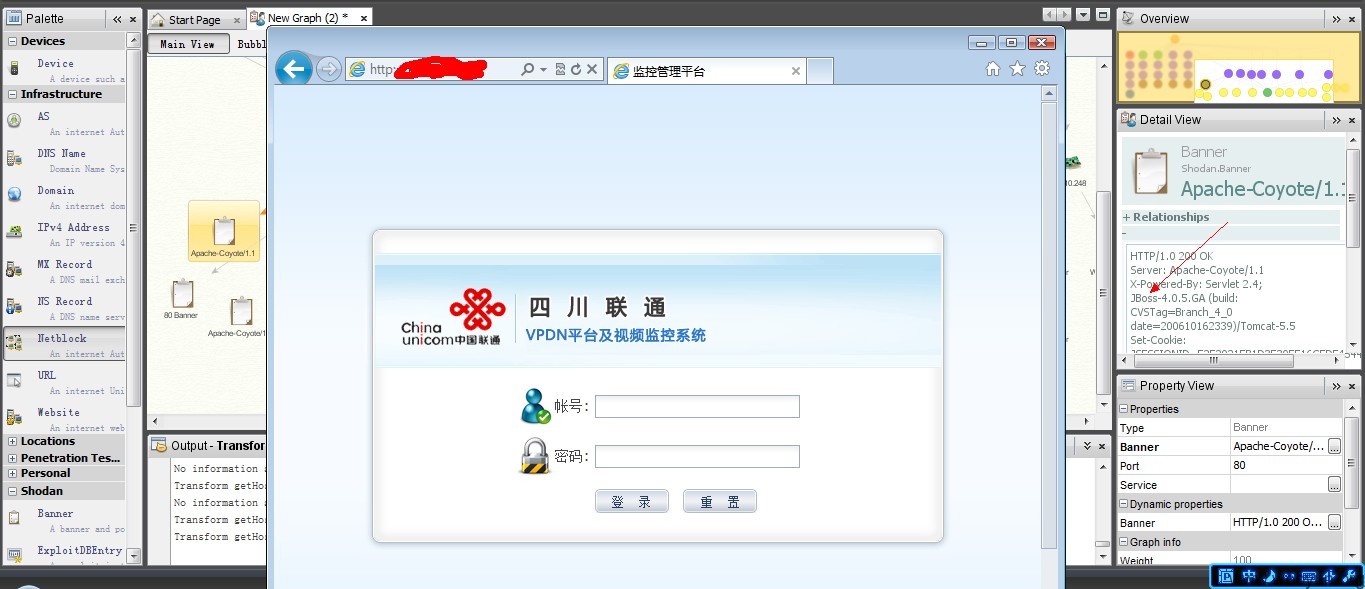 Palette
Devices
Device
A device such a
Infrastructure
AS
An internet Aut
DNS Name
Domain Name Sys
Domain
An internet dom
IPv4 Address
An IP version 4
MX Record
A DNS mail exch
NS Record
A DNS name serv
Netblock
An internet Aut
URL
An internet Uni
Website
An internet web
Locations
Penetration Tes...
Personal
Shodan
Banner
A banner and po
ExploitDBEntry
Start Page
New Graph (2) *
Main View
Bubbl
Apache-Coyote/1.1
80 Banner
Apache-Coyote/1
10.248
Output - Transfor
No information
Transform getHo
No information
Transform getHo
Transform getHo
http:
监控管理平台
China
unicom中国联通
四川联通
VPDN平台及视频监控系统
帐号:
密码:
登 录
重 置
Overview
Detail View
Banner
Shodan.Banner
Apache-Coyote/1.1
+ Relationships
-
HTTP/1.0 200 OK
Server: Apache-Coyote/1.1
X-Powered-By: Servlet 2.4;
JBoss-4.0.5.GA (build:
CVSTag=Branch_4_0
date=200610162339)/Tomcat-5.5
Set-Cookie:
Property View
Properties
Type
Banner
Banner
Apache-Coyote/...
Port
80
Service
Dynamic properties
Banner
HTTP/1.0 200 O...
Graph info
Weight
100
中